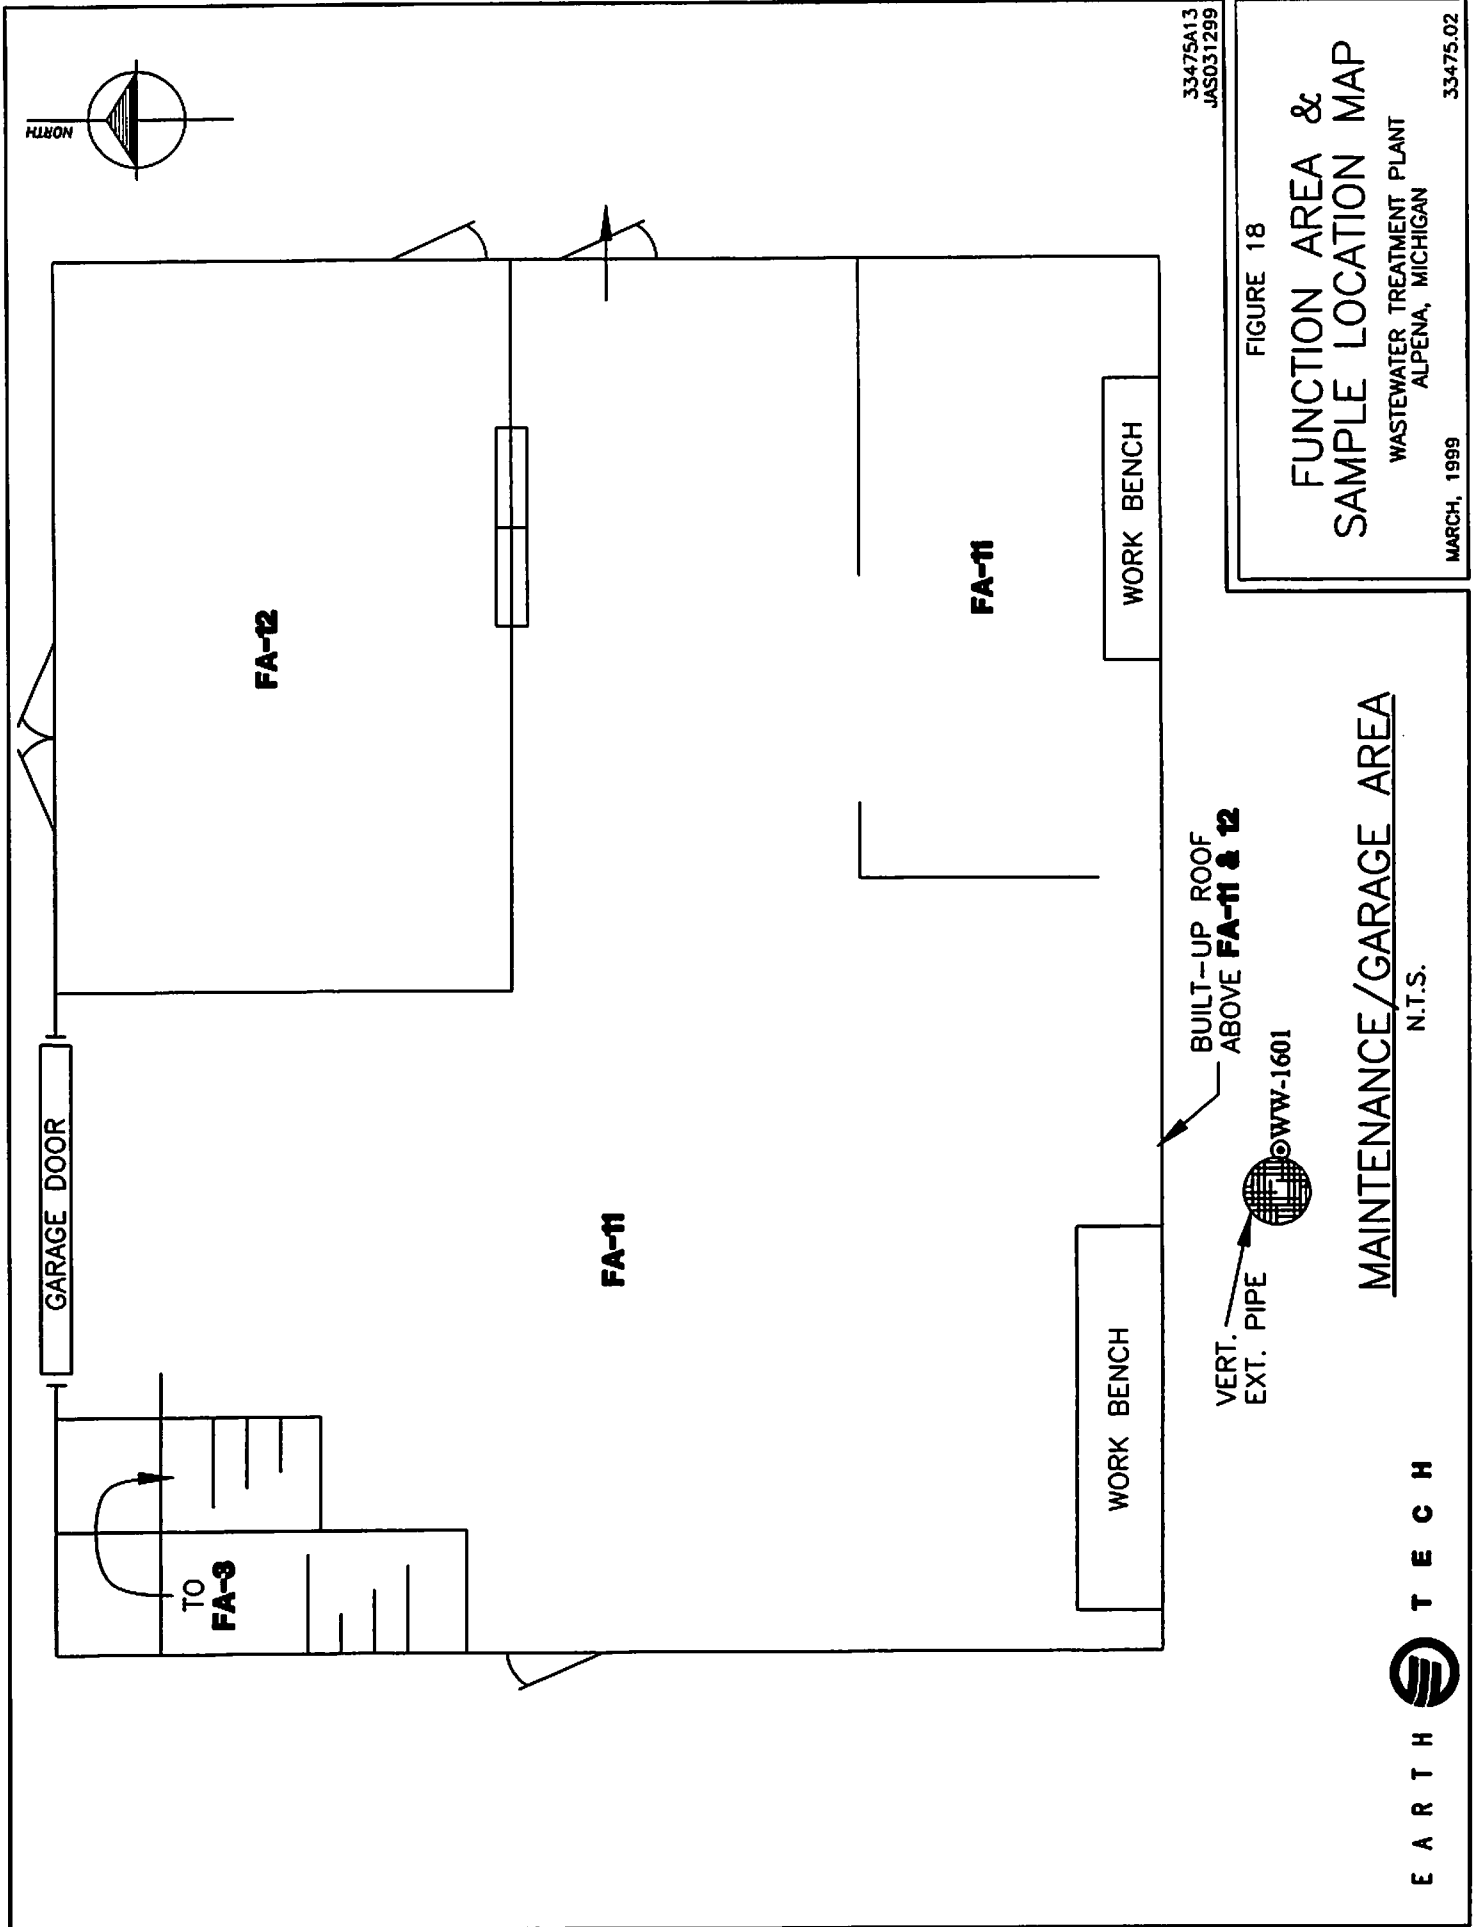 NORTH
GARAGE DOOR
TO
FA-3
FA-12
FA-11
FA-11
WORK BENCH
WORK BENCH
BUILT-UP ROOF
ABOVE FA-11 & 12
VERT.
EXT. PIPE
WW-1601
MAINTENANCE/GARAGE AREA
N.T.S.
EARTH TECH
33475A13
JAS031299
FIGURE 18
FUNCTION AREA &
SAMPLE LOCATION MAP
WASTEWATER TREATMENT PLANT
ALPENA, MICHIGAN
MARCH, 1999
33475.02